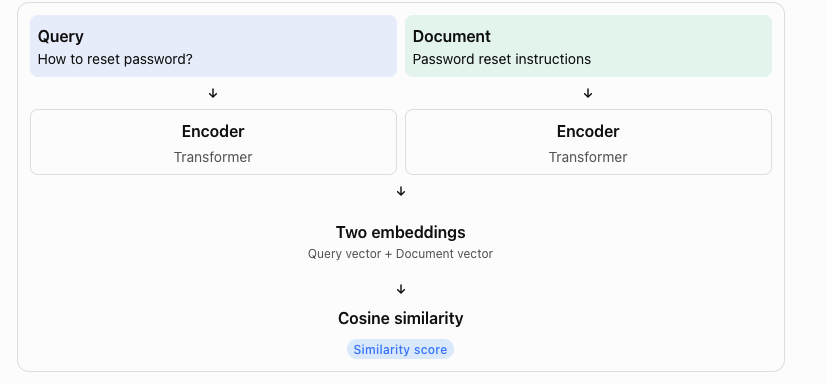 Query
How to reset password?
Document
Password reset instructions
Encoder
Transformer
Encoder
Transformer
Two embeddings
Query vector + Document vector
Cosine similarity
Similarity score